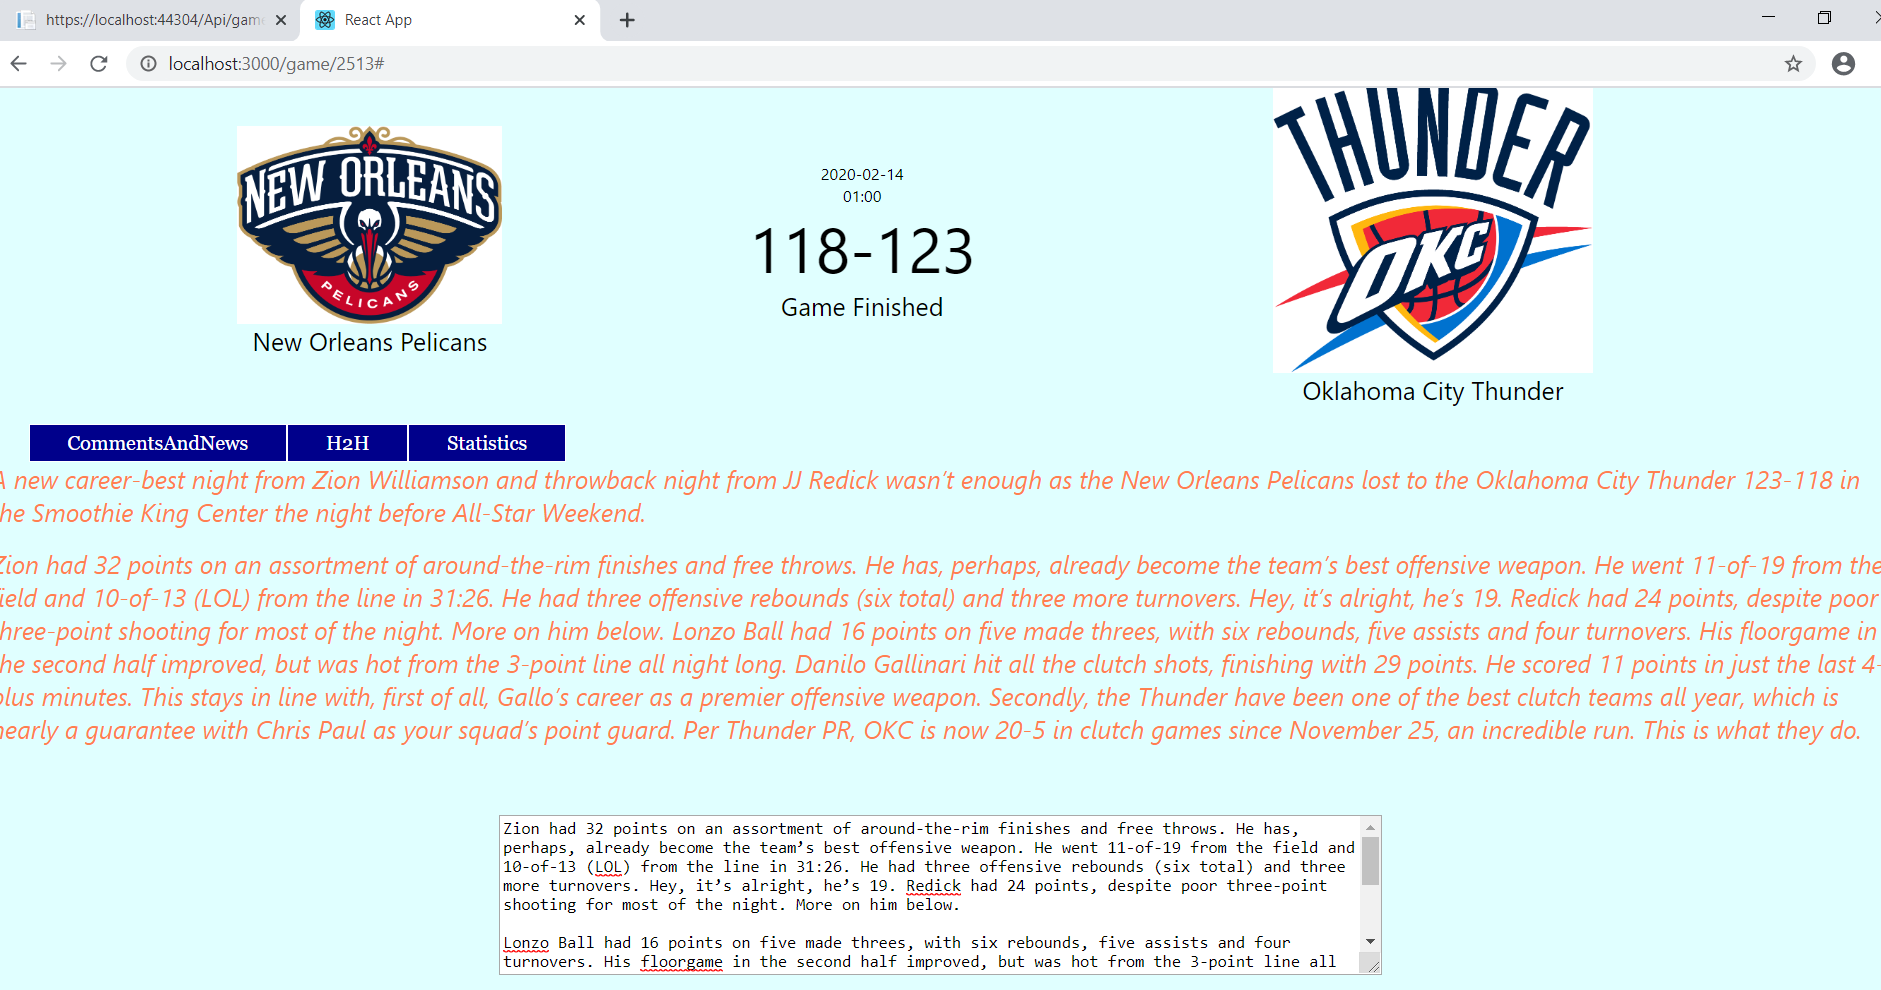 https://localhost:44304/Api/gam
React App
localhost:3000/game/2513#
NEW ORLEANS
PELICANS
New Orleans Pelicans
2020-02-14
01:00
118-123
Game Finished
THUNDER
OKC
Oklahoma City Thunder
CommentsAndNews
H2H
Statistics
A new career-best night from Zion Williamson and throwback night from JJ Redick wasn’t enough as the New Orleans Pelicans lost to the Oklahoma City Thunder 123-118 in
he Smoothie King Center the night before All-Star Weekend.
Zion had 32 points on an assortment of around-the-rim finishes and free throws. He has, perhaps, already become the team’s best offensive weapon. He went 11-of-19 from the
ield and 10-of-13 (LOL) from the line in 31:26. He had three offensive rebounds (six total) and three more turnovers. Hey, it’s alright, he’s 19. Redick had 24 points, despite poor
hree-point shooting for most of the night. More on him below. Lonzo Ball had 16 points on five made threes, with six rebounds, five assists and four turnovers. His floorgame in
he second half improved, but was hot from the 3-point line all night long. Danilo Gallinari hit all the clutch shots, finishing with 29 points. He scored 11 points in just the last 4-
plus minutes. This stays in line with, first of all, Gallo’s career as a premier offensive weapon. Secondly, the Thunder have been one of the best clutch teams all year, which is
nearly a guarantee with Chris Paul as your squad’s point guard. Per Thunder PR, OKC is now 20-5 in clutch games since November 25, an incredible run. This is what they do.
Zion had 32 points on an assortment of around-the-rim finishes and free throws. He has,
perhaps, already become the team’s best offensive weapon. He went 11-of-19 from the field and
10-of-13 (LOL) from the line in 31:26. He had three offensive rebounds (six total) and three
more turnovers. Hey, it’s alright, he’s 19. Redick had 24 points, despite poor three-point
shooting for most of the night. More on him below.
Lonzo Ball had 16 points on five made threes, with six rebounds, five assists and four
turnovers. His floorgame in the second half improved, but was hot from the 3-point line all